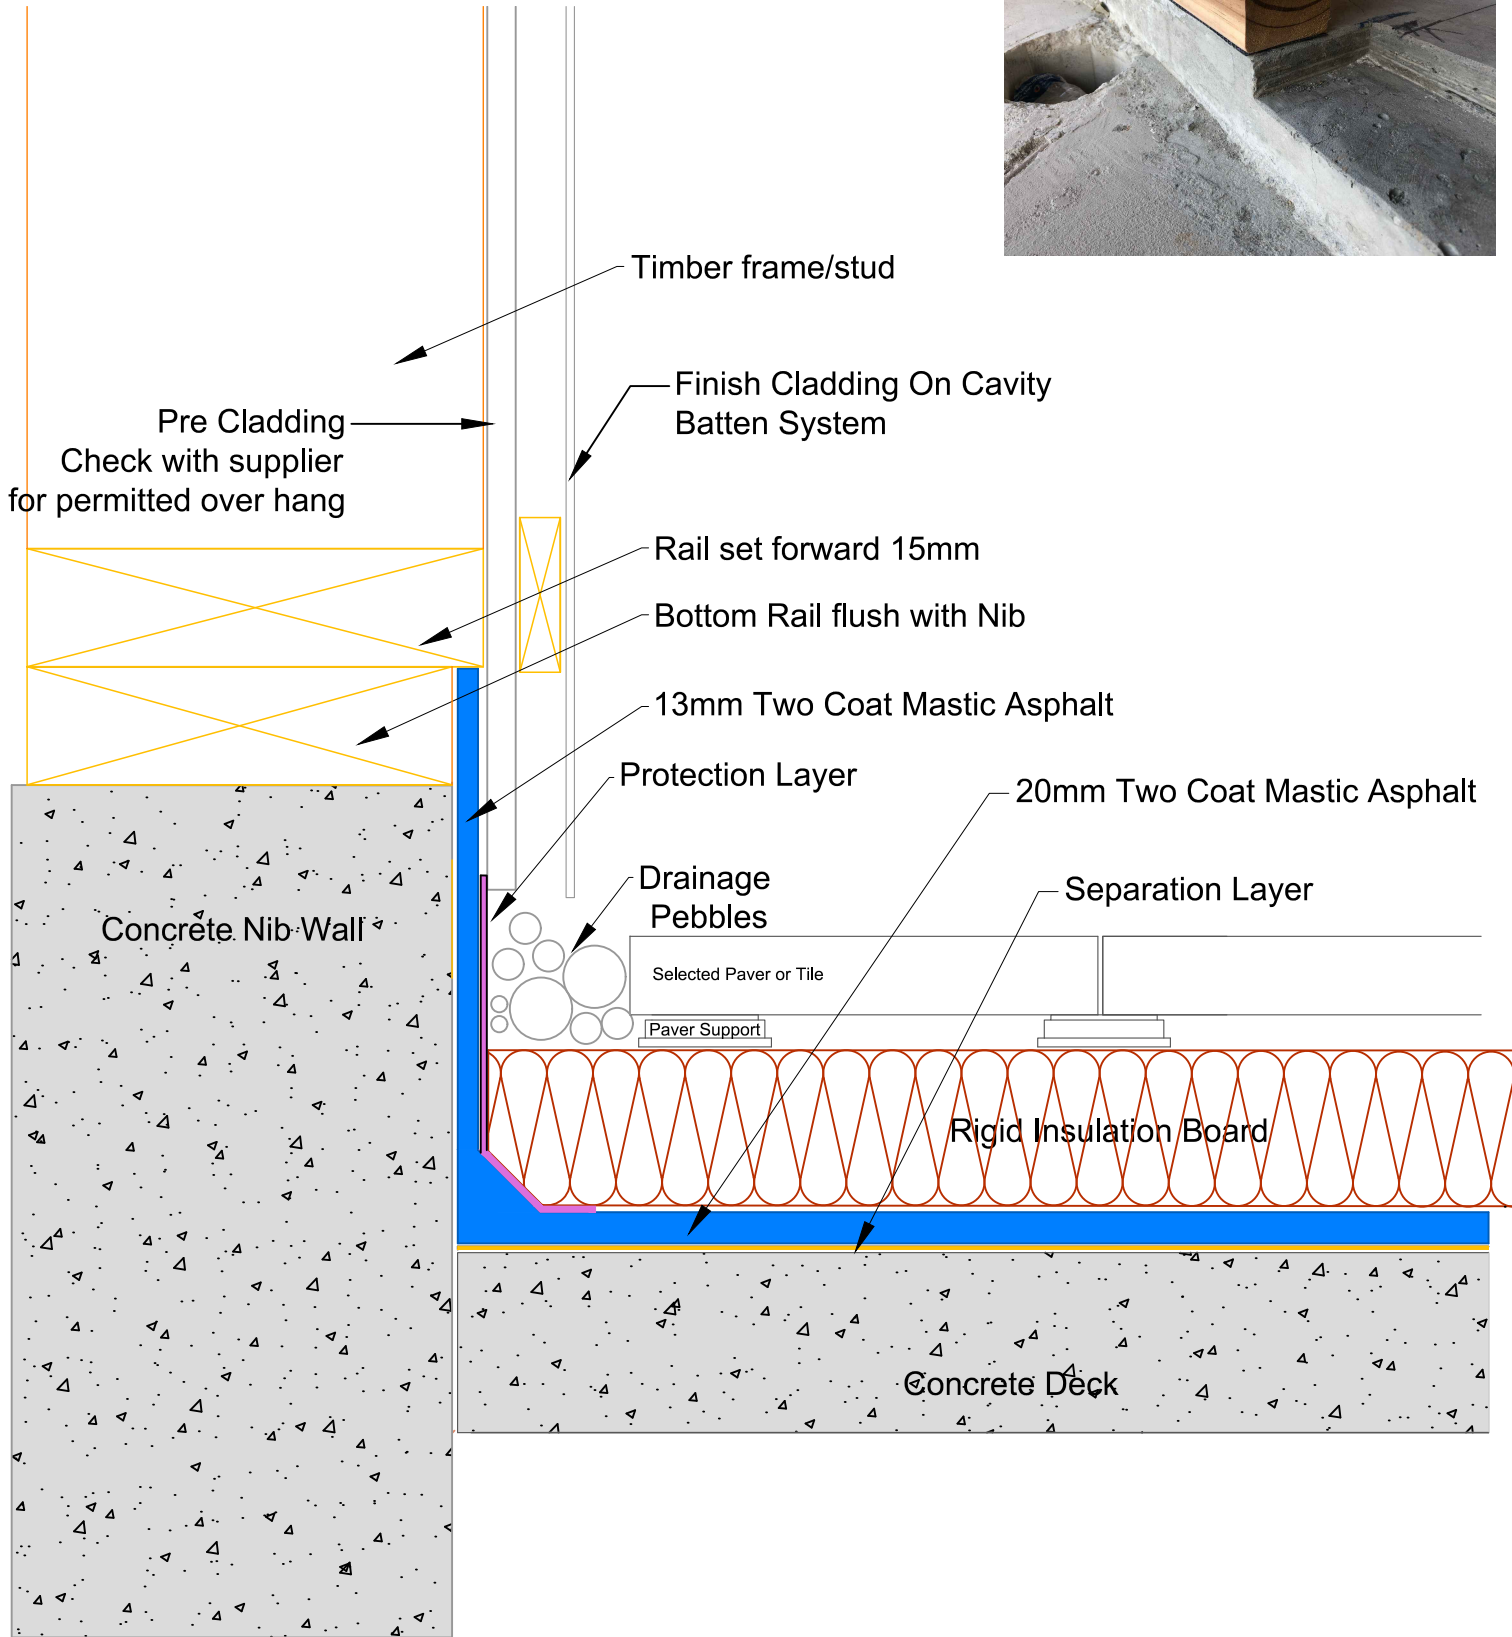 Timber frame/stud
Finish Cladding On Cavity
Batten System
Pre Cladding
Check with supplier
for permitted over hang
Rail set forward 15mm
Bottom Rail flush with Nib
13mm Two Coat Mastic Asphalt
Protection Layer
20mm Two Coat Mastic Asphalt
Drainage
Pebbles
Separation Layer
Concrete Nib Wall
Selected Paver or Tile
Paver Support
Rigid Insulation Board
Concrete Deck